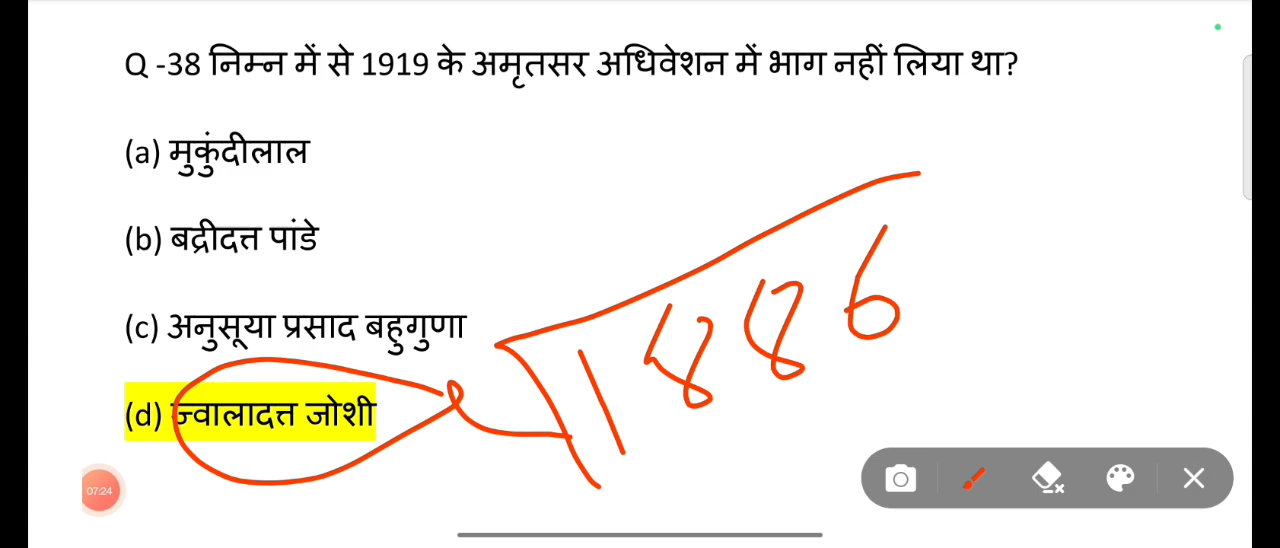 Q -38 निम्न में से 1919 के अमृतसर अधिवेशन में भाग नहीं लिया था?
(a) मुकुंदीलाल
(b) बद्रीदत्त पांडे
(c) अनुसूया प्रसाद बहुगुणा
(d) ज्वालादत्त जोशी
1886
07:24